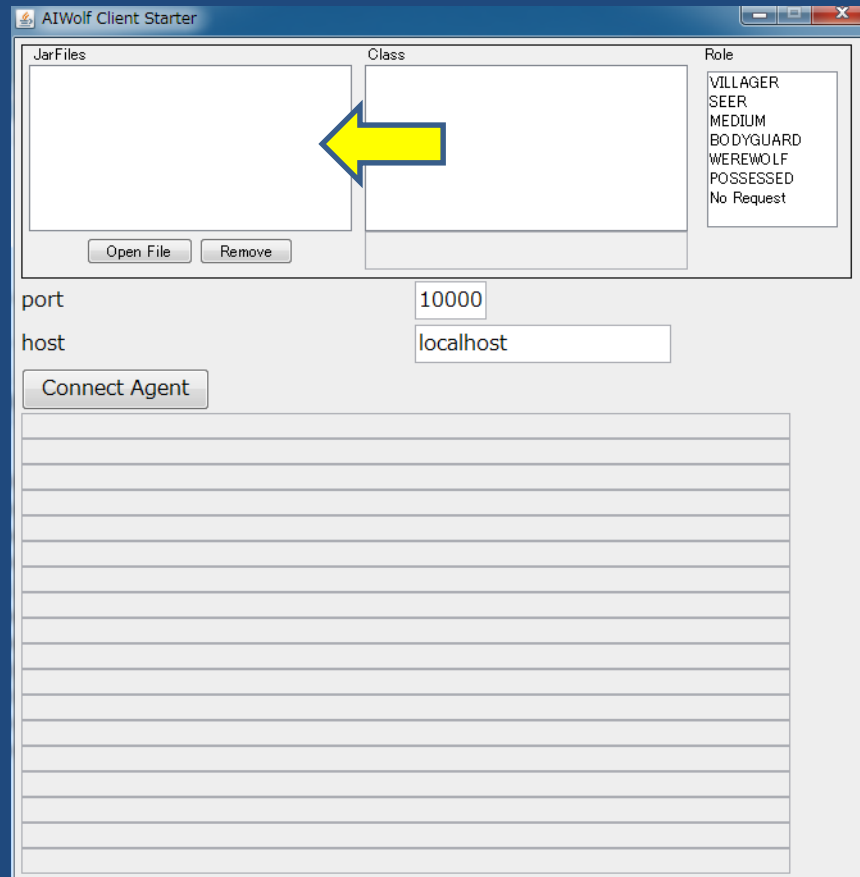 AIWolf Client Starter
JarFiles
Class
Role
VILLAGER
SEER
MEDIUM
BODYGUARD
WEREWOLF
POSSESSED
No Request
Open File
Remove
port
10000
host
localhost
Connect Agent